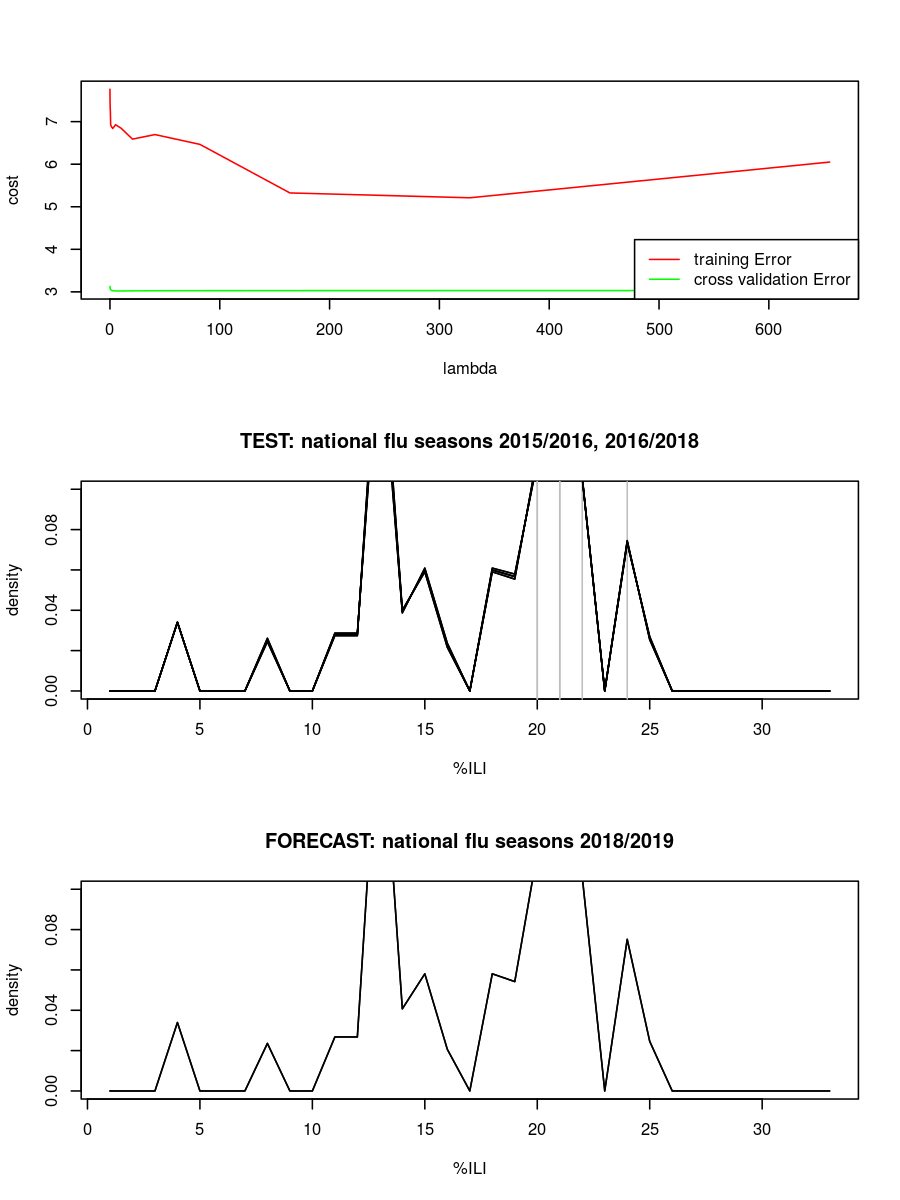 cost
7
6
5
4
3
training Error
cross validation Error
0 100 200 300 400 500 600
lambda
TEST: national flu seasons 2015/2016, 2016/2018
density
0.08
0.04
0.00
0 5 10 15 20 25 30
%ILI
FORECAST: national flu seasons 2018/2019
density
0.08
0.04
0.00
0 5 10 15 20 25 30
%ILI